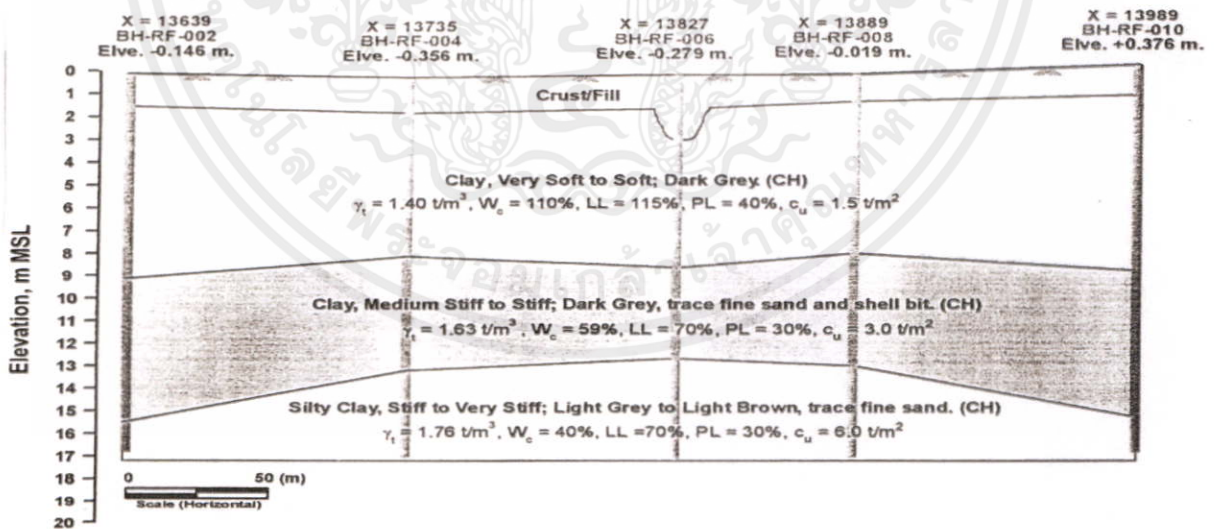 X = 13639
BH-RF-002
Elve. -0.146 m.
X = 13735
BH-RF-004
Elve. -0.356 m.
X = 13827
BH-RF-006
Elve. -0.279 m.
X = 13889
BH-RF-008
Elve. -0.019 m.
X = 13989
BH-RF-010
Elve. +0.376 m.
Elevation, m MSL
0
1
2
3
4
5
6
7
8
9
10
11
12
13
14
15
16
17
18
19
20
Crust/Fill
Clay, Very Soft to Soft; Dark Grey. (CH)
γt = 1.40 t/m³, Wc = 110%, LL = 115%, PL = 40%, cu = 1.5 t/m²
Clay, Medium Stiff to Stiff; Dark Grey, trace fine sand and shell bit. (CH)
γt = 1.63 t/m³, Wc = 59%, LL = 70%, PL = 30%, cu = 3.0 t/m²
Silty Clay, Stiff to Very Stiff; Light Grey to Light Brown, trace fine sand. (CH)
γt = 1.76 t/m³, Wc = 40%, LL =70%, PL = 30%, cu = 6.0 t/m²
0 50 (m)
Scale (Horizontal)